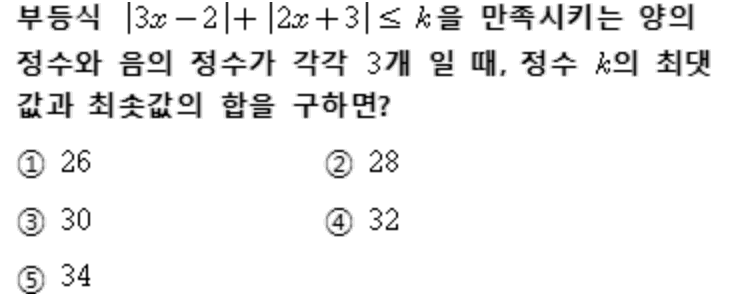 부등식 |3x-2|+|2x+3| ≤ k을 만족시키는 양의
정수와 음의 정수가 각각 3개 일 때, 정수 k의 최댓
값과 최솟값의 합을 구하면?
① 26 ② 28
③ 30 ④ 32
⑤ 34